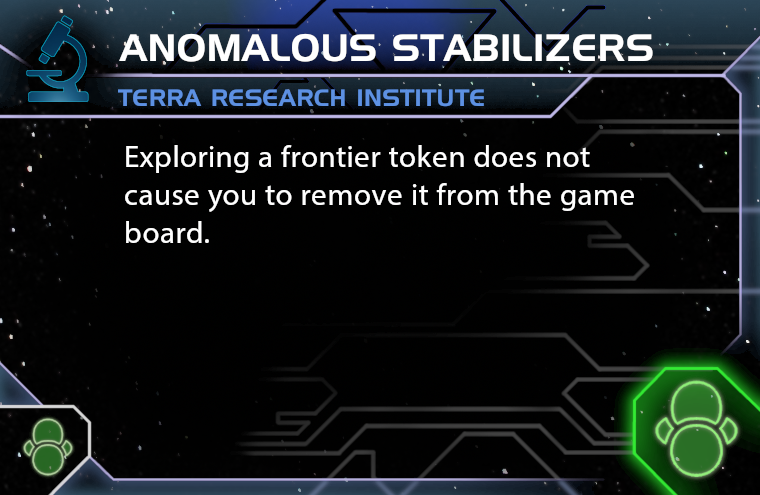 ANOMALOUS STABILIZERS
TERRA RESEARCH INSTITUTE
Exploring a frontier token does not
cause you to remove it from the game
board.